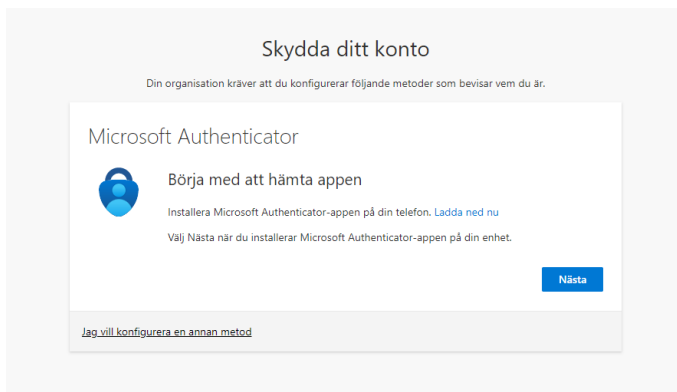 Skydda ditt konto
Din organisation kräver att du konfigurerar följande metoder som bevisar vem du är.
Microsoft Authenticator
Börja med att hämta appen
Installera Microsoft Authenticator-appen på din telefon. Ladda ned nu
Välj Nästa när du installerar Microsoft Authenticator-appen på din enhet.
Nästa
Jag vill konfigurera en annan metod